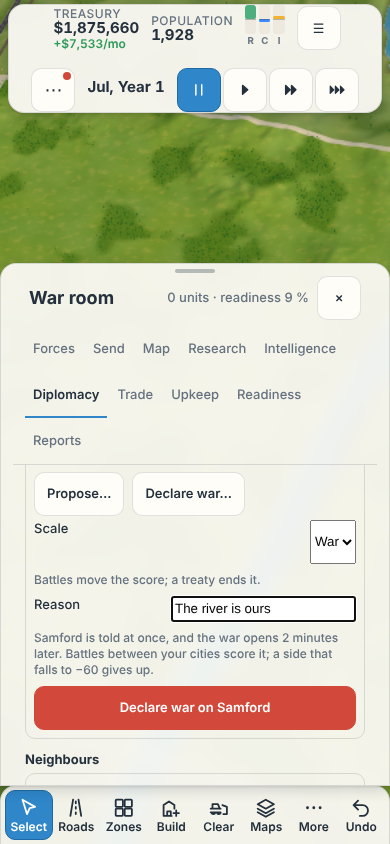 TREASURY
$1,875,660
+$7,533/mo
POPULATION
1,928
R C I
☰
...
Jul, Year 1
War room
0 units · readiness 9 %
×
Forces Send Map Research Intelligence
Diplomacy Trade Upkeep Readiness
Reports
Propose... Declare war...
Scale
War
Battles move the score; a treaty ends it.
Reason
The river is ours
Samford is told at once, and the war opens 2 minutes
later. Battles between your cities score it; a side that
falls to −60 gives up.
Declare war on Samford
Neighbours
Select Roads Zones Build Clear Maps More Undo